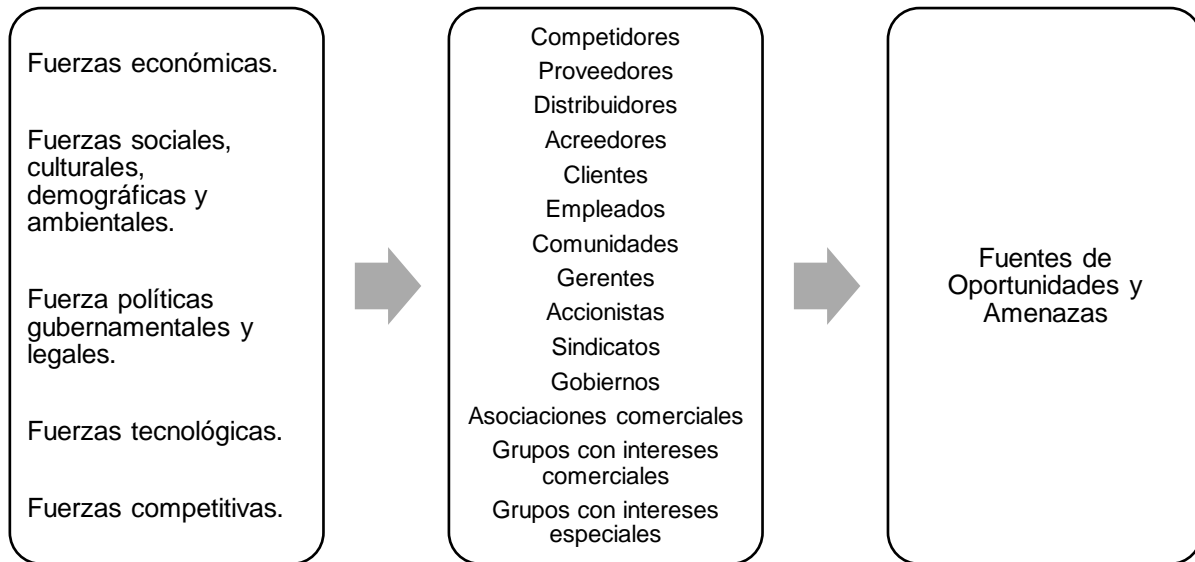 Fuerzas económicas.
Fuerzas sociales,
culturales,
demográficas y
ambientales.
Fuerza políticas
gubernamentales y
legales.
Fuerzas tecnológicas.
Fuerzas competitivas.
Competidores
Proveedores
Distribuidores
Acreedores
Clientes
Empleados
Comunidades
Gerentes
Accionistas
Sindicatos
Gobiernos
Asociaciones comerciales
Grupos con intereses
comerciales
Grupos con intereses
especiales
Fuentes de
Oportunidades y
Amenazas